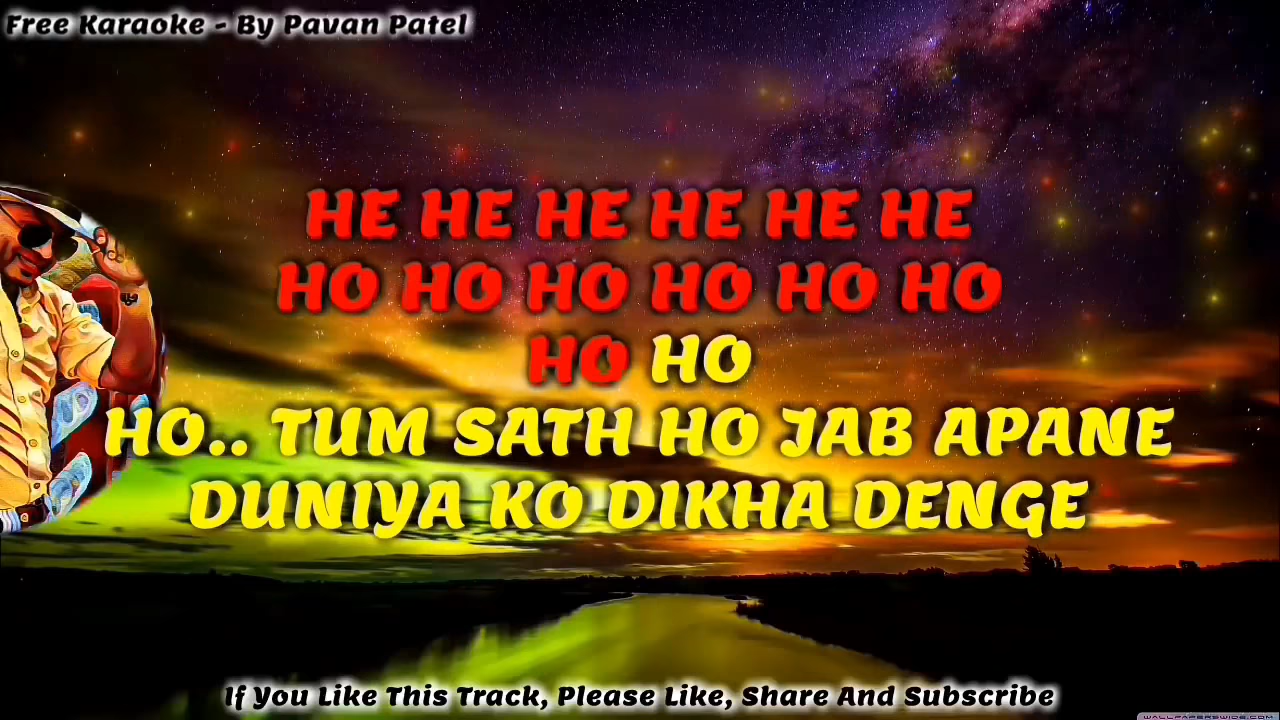 Free Karaoke - By Pavan Patel
HE HE HE HE HE HE
HO HO HO HO HO HO
HO HO
HO.. TUM SATH HO JAB APANE
DUNIYA KO DIKHA DENGE
If You Like This Track, Please Like, Share And Subscribe
WALLPAPERSWIDE.COM